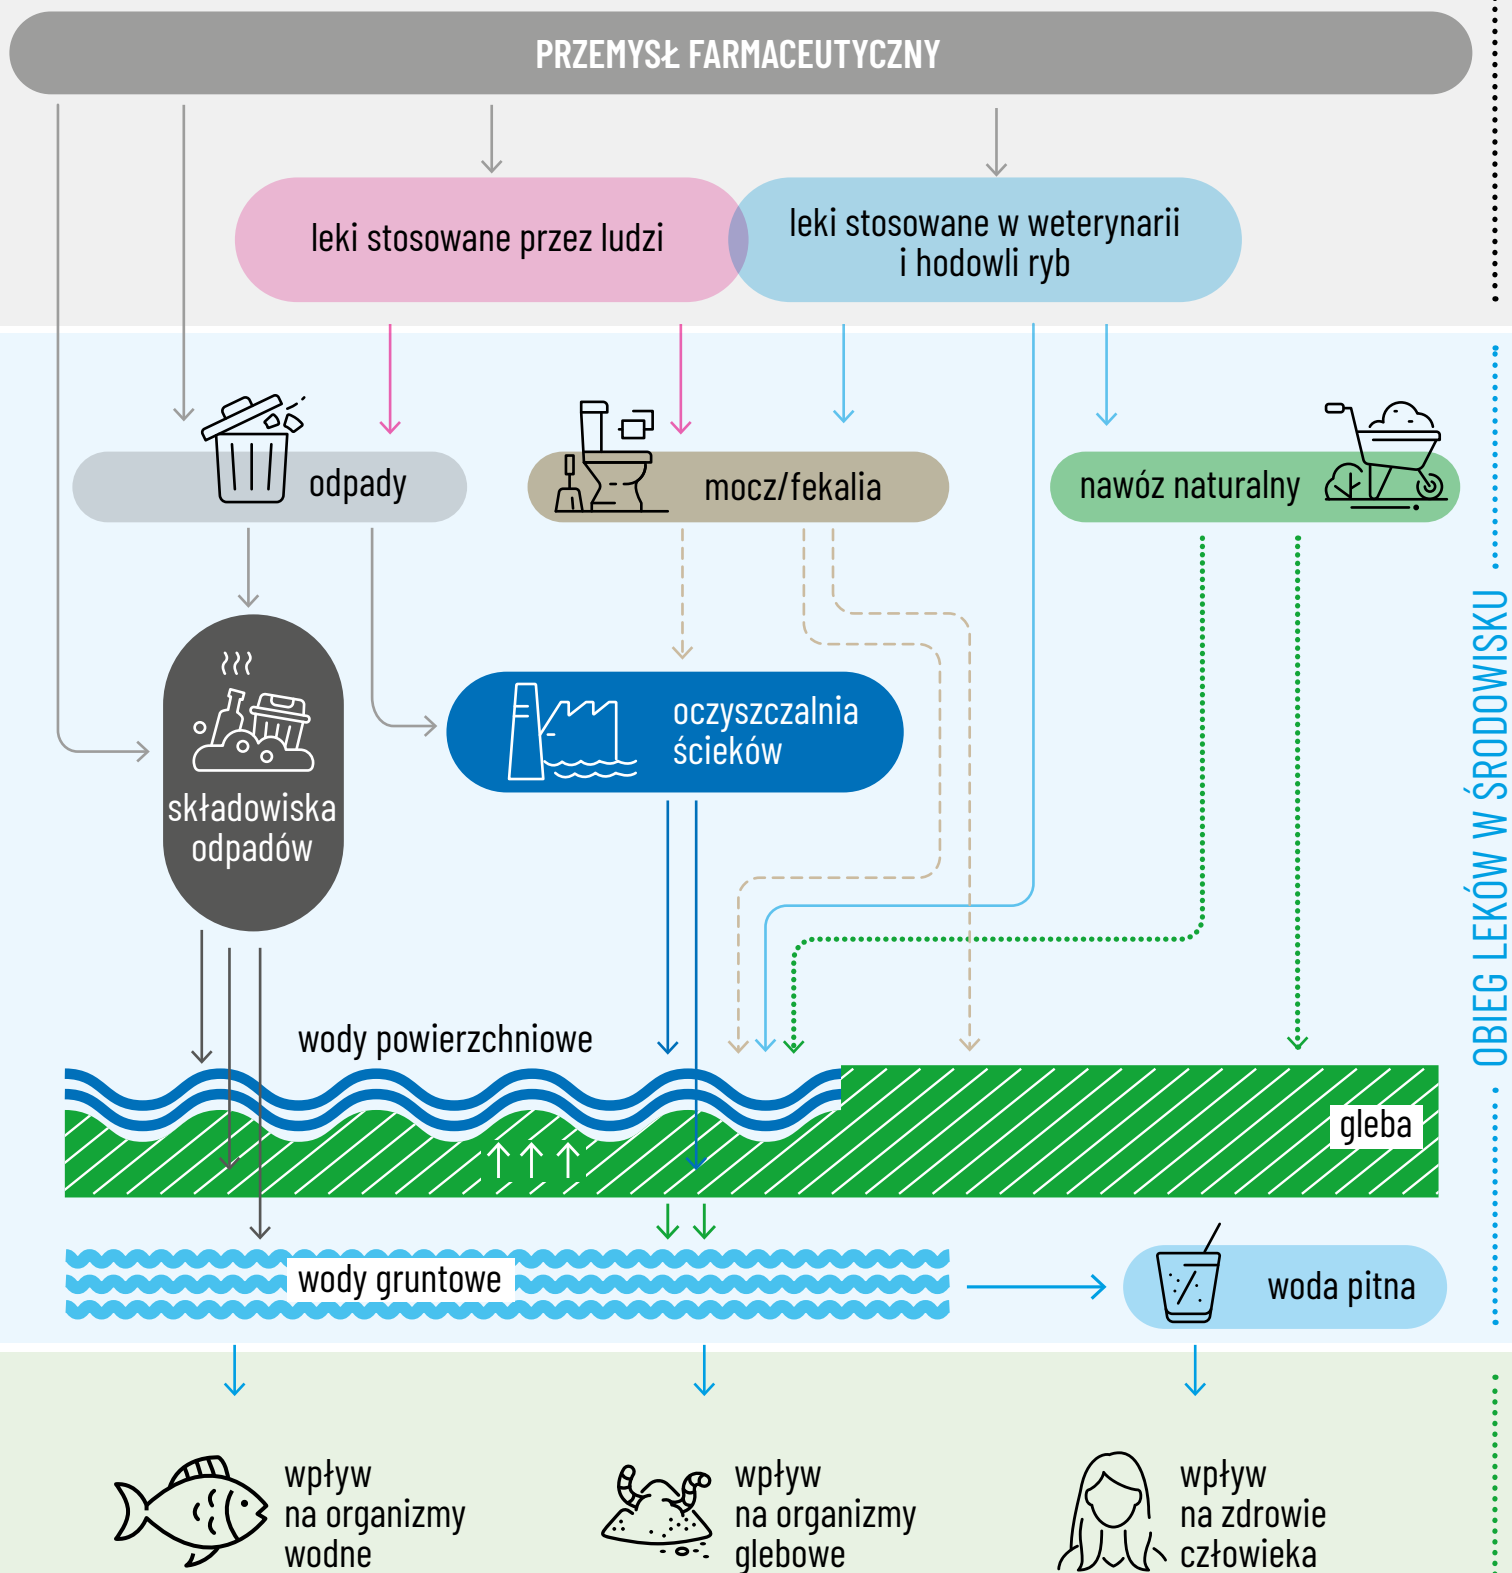 PRZEMYSŁ FARMACEUTYCZNY
leki stosowane przez ludzi
leki stosowane w weterynarii
i hodowli ryb
odpady
mocz/fekalia
nawóz naturalny
oczyszczalnia
ścieków
składowiska
odpadów
OBIEG LEKÓW W ŚRODOWISKU
wody powierzchniowe
gleba
wody gruntowe
woda pitna
wpływ
na organizmy
wodne
wpływ
na organizmy
glebowe
wpływ
na zdrowie
człowieka